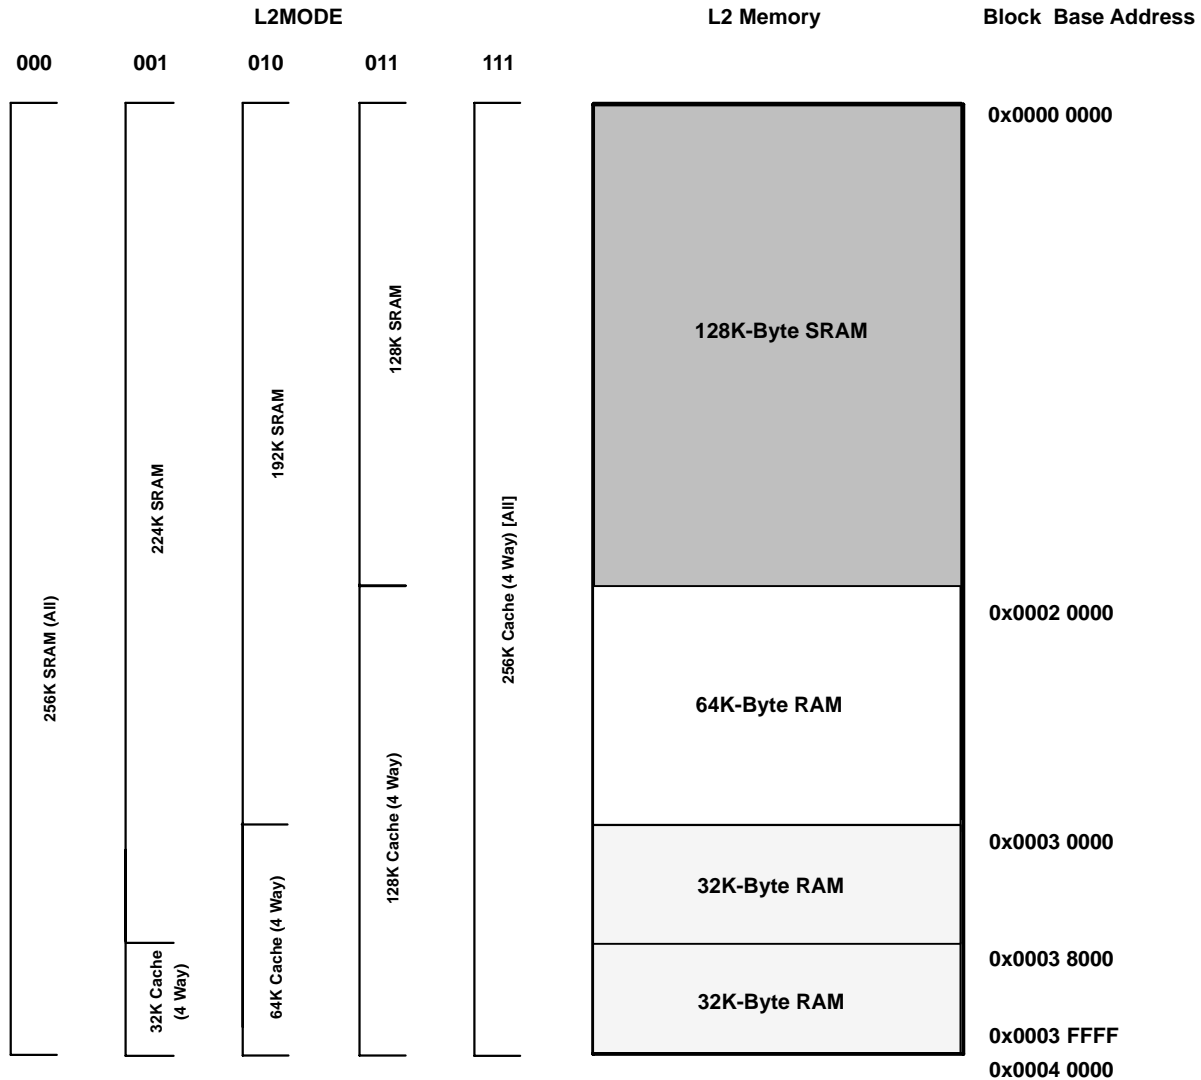 L2MODE
L2 Memory
Block Base Address
000
001
010
011
111
0x0000 0000
256K SRAM (All)
224K SRAM
32K Cache
(4 Way)
192K SRAM
64K Cache (4 Way)
128K SRAM
128K Cache (4 Way)
256K Cache (4 Way) [All]
128K-Byte SRAM
0x0002 0000
64K-Byte RAM
0x0003 0000
32K-Byte RAM
0x0003 8000
32K-Byte RAM
0x0003 FFFF
0x0004 0000